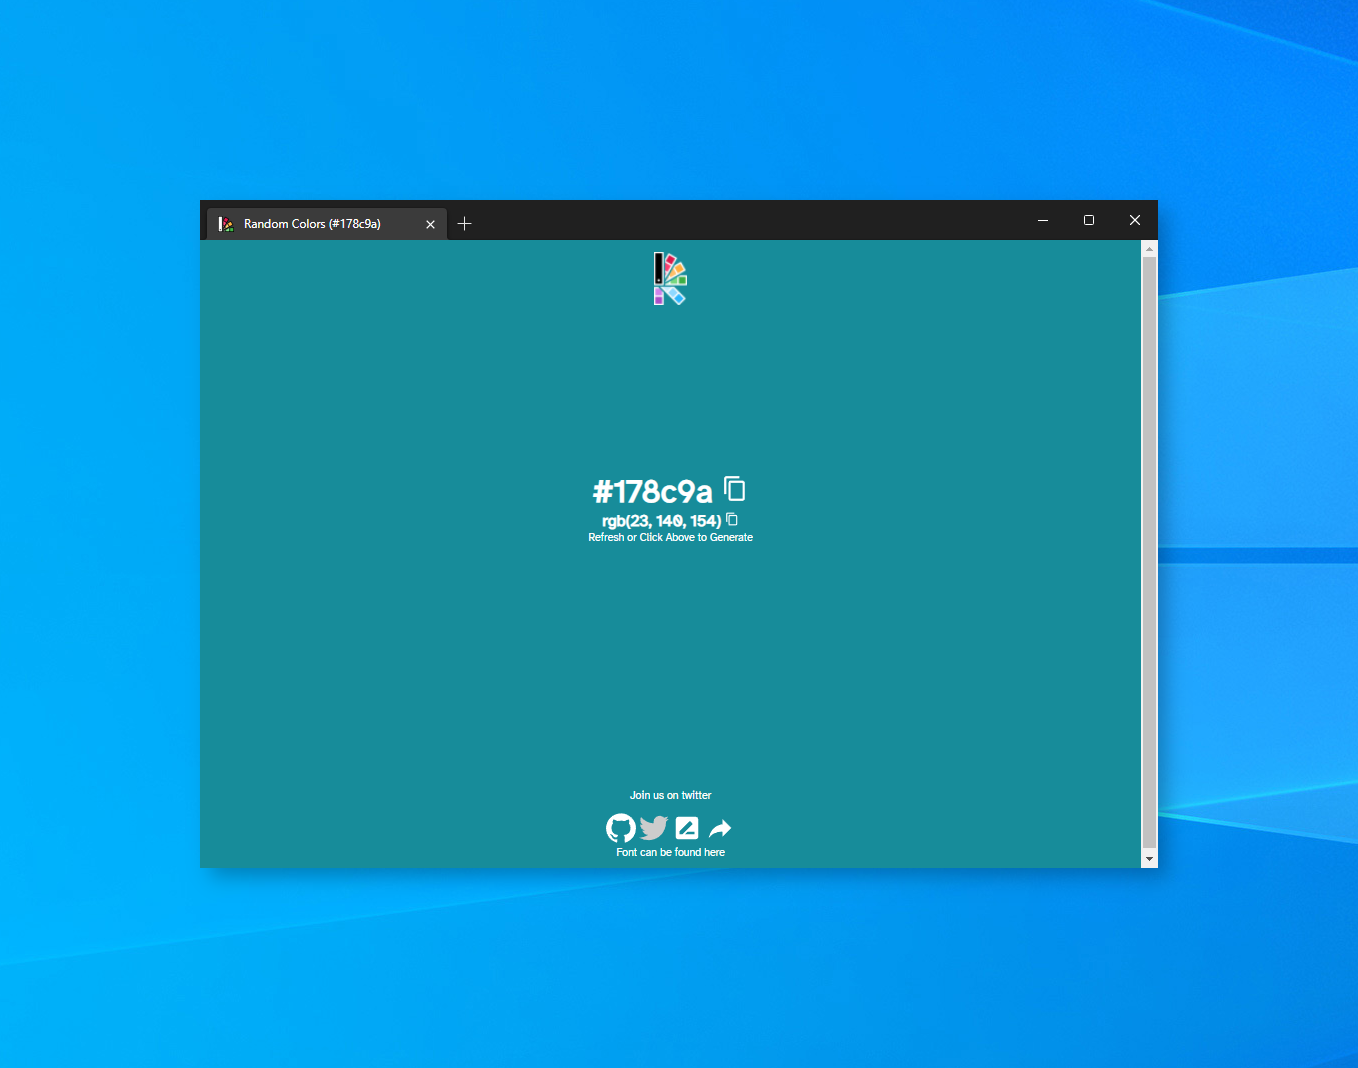 Random Colors (#178c9a)
#178c9a
rgb(23, 140, 154)
Refresh or Click Above to Generate
Join us on twitter
Font can be found here